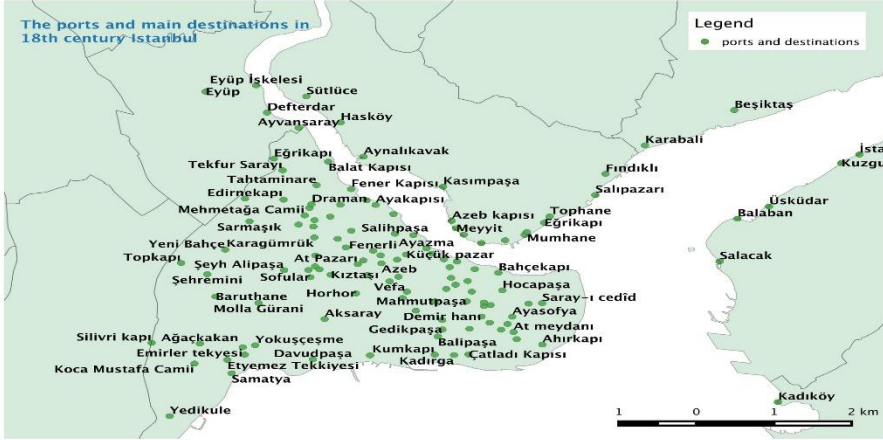 The ports and main destinations in
18th century Istanbul
Legend
ports and destinations
Eyüp İskelesi
Eyüp
Sütlüce
Defterdar
Ayvansaray
Hasköy
Beşiktaş
Karabali
Eğrikapı
Aynalıkavak
İsta
Tekfur Sarayı
Balat Kapısı
Kuzgu
Fındıklı
Tahtaminare
Fener Kapısı
Kasımpaşa
Edirnekapı
Draman
Ayakapısı
Salıpazarı
Üsküdar
Mehmetağa Camii
Azeb kapısı
Tophane
Balaban
Sarmaşık
Salihpaşa
Meyyit
Eğrikapı
Mumhane
Yeni Bahçe
Karagümrük
Fenerli
Ayazma
Topkapı
At Pazarı
Küçük pazar
Salacak
Şeyh Alipaşa
Azeb
Bahçekapı
Şehremini
Sofular
Kıztaşı
Vefa
Hocapaşa
Baruthane
Horhor
Mahmutpaşa
Saray-ı cedîd
Molla Gürani
Aksaray
Demir hanı
Ayasofya
Gedikpaşa
At meydanı
Silivri kapı
Ağaçkakan
Yokuşçeşme
Balipaşa
Ahırkapı
Emirler tekyesi
Davudpaşa
Kumkapı
Çatladı Kapısı
Koca Mustafa Camii
Etyemez Tekkiyesi
Kadırga
Samatya
Yedikule
Kadıköy
1 0 1 2 km